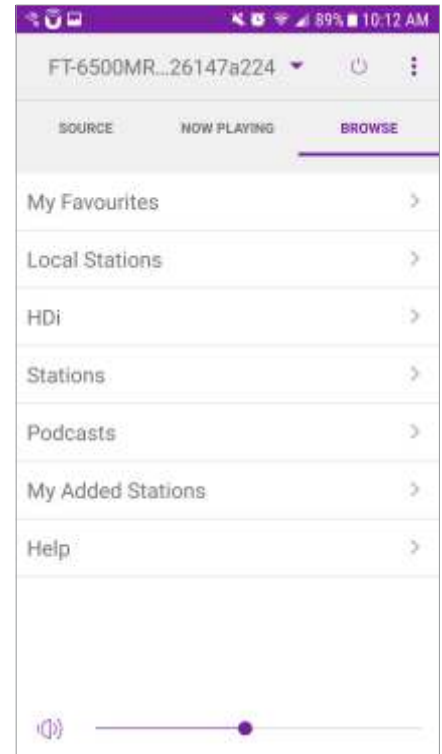 89% 10:12 AM
FT-6500MR...26147a224
SOURCE NOW PLAYING BROWSE
My Favourites
Local Stations
HDi
Stations
Podcasts
My Added Stations
Help